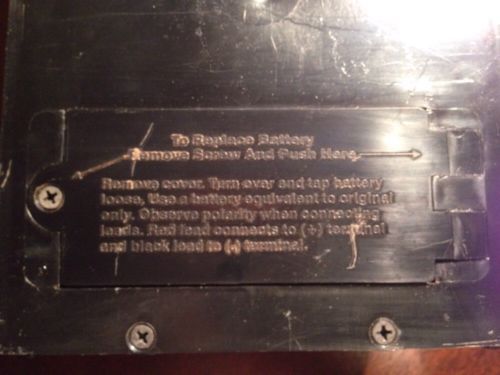 To Replace Battery
Remove Screw And Push Here
Remove cover. Turn over and tap battery
loose, Use a battery equivalent to original
only. Observe polarity when connecting
leads. Red lead connects to (+) terminal
and black lead to (-) terminal.